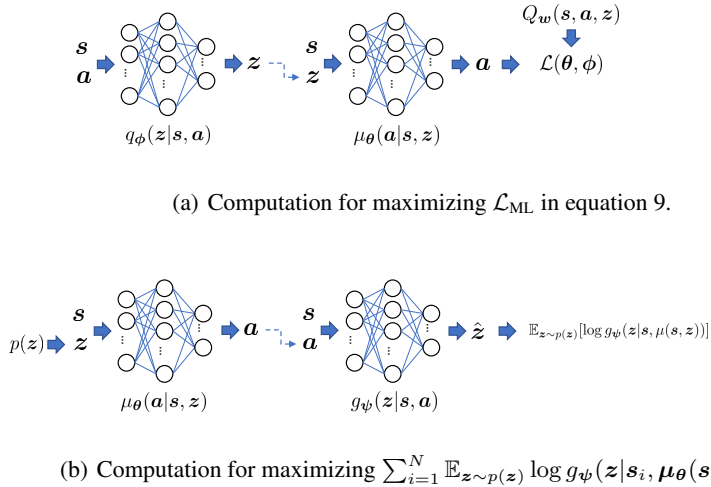 Q_w(s, a, z)
s
a
z
s
z
a
L(θ, ϕ)
q_ϕ(z|s, a)
μ_θ(a|s, z)
(a) Computation for maximizing L_ML in equation 9.
p(z)
s
z
a
s
a
ẑ
𝔼_{z∼p(z)}[log g_ψ(z|s, μ(s, z))]
μ_θ(a|s, z)
g_ψ(z|s, a)
(b) Computation for maximizing ∑_{i=1}^{N} 𝔼_{z∼p(z)} log g_ψ(z|s_i, μ_θ(s